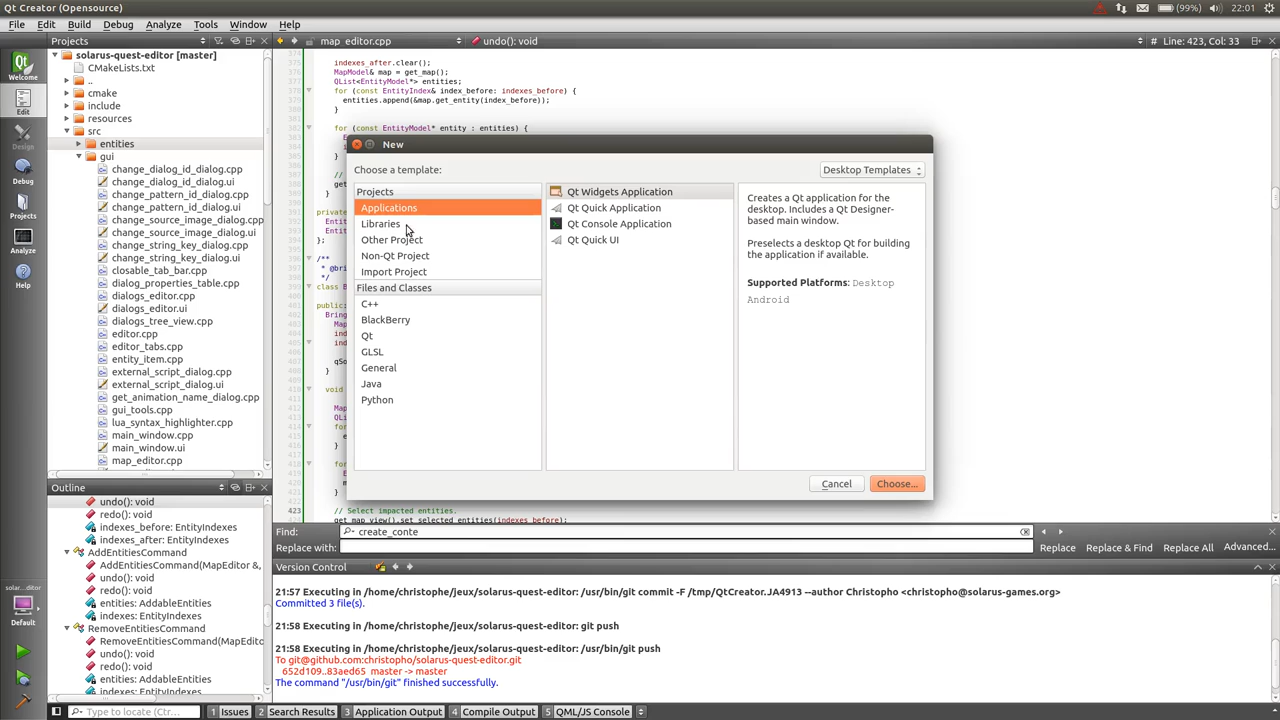 Qt Creator (Opensource)
(99%)
22:01
File Edit Build Debug Analyze Tools Window Help
Projects
map_editor.cpp
undo(): void
# Line: 423, Col: 33
Welcome
Edit
Design
Debug
Projects
Analyze
Help
solarus-quest-editor [master]
CMakeLists.txt
..
cmake
include
resources
src
entities
gui
change_dialog_id_dialog.cpp
change_dialog_id_dialog.ui
change_pattern_id_dialog.cpp
change_pattern_id_dialog.ui
change_source_image_dialog.cpp
change_source_image_dialog.ui
change_string_key_dialog.cpp
change_string_key_dialog.ui
closable_tab_bar.cpp
dialog_properties_table.cpp
dialogs_editor.cpp
dialogs_editor.ui
dialogs_tree_view.cpp
editor.cpp
editor_tabs.cpp
entity_item.cpp
external_script_dialog.cpp
external_script_dialog.ui
get_animation_name_dialog.cpp
gui_tools.cpp
lua_syntax_highlighter.cpp
main_window.cpp
main_window.ui
map_editor.cpp
indexes_after.clear();
MapModel& map = get_map();
QList<EntityModel*> entities;
for (const EntityIndex& index_before: indexes_before) {
entities.append(&map.get_entity(index_before));
}
for (const EntityModel* entity : entities) {
New
Choose a template:
Desktop Templates
Projects
Applications
Libraries
Other Project
Non-Qt Project
Import Project
Files and Classes
C++
BlackBerry
Qt
GLSL
General
Java
Python
Qt Widgets Application
Qt Quick Application
Qt Console Application
Qt Quick UI
Creates a Qt application for the
desktop. Includes a Qt Designer-
based main window.
Preselects a desktop Qt for building
the application if available.
Supported Platforms: Desktop
Android
Cancel
Choose...
423
// Select impacted entities.
get_map_view().set_selected_entities(indexes_before);
Outline
undo(): void
redo(): void
indexes_before: EntityIndexes
indexes_after: EntityIndexes
AddEntitiesCommand
AddEntitiesCommand(MapEditor &,
undo(): void
redo(): void
entities: AddableEntities
indexes: EntityIndexes
RemoveEntitiesCommand
RemoveEntitiesCommand(MapEdito
undo(): void
redo(): void
entities: AddableEntities
indexes: EntityIndexes
solar...ditor
Default
Find: create_conte
Replace with:
Replace Replace & Find Replace All Advanced...
Version Control
21:57 Executing in /home/christophe/jeux/solarus-quest-editor: /usr/bin/git commit -F /tmp/QtCreator.JA4913 --author Christopho <christopho@solarus-games.org>
Committed 3 file(s).
21:58 Executing in /home/christophe/jeux/solarus-quest-editor: git push
21:58 Executing in /home/christophe/jeux/solarus-quest-editor: /usr/bin/git push
To git@github.com:christopho/solarus-quest-editor.git
652d109..83aed65 master -> master
The command "/usr/bin/git" finished successfully.
Type to locate (Ctrl...
1 Issues 2 Search Results 3 Application Output 4 Compile Output 5 QML/JS Console